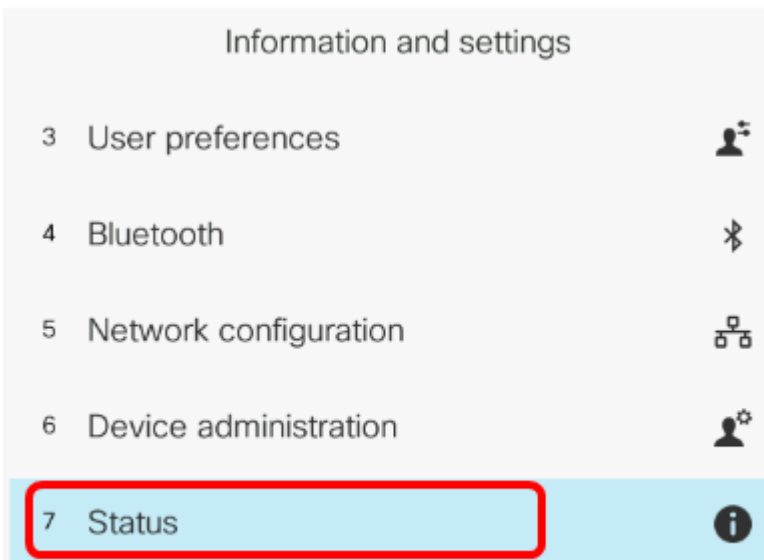 Information and settings
3 User preferences
4 Bluetooth
5 Network configuration
6 Device administration
7 Status